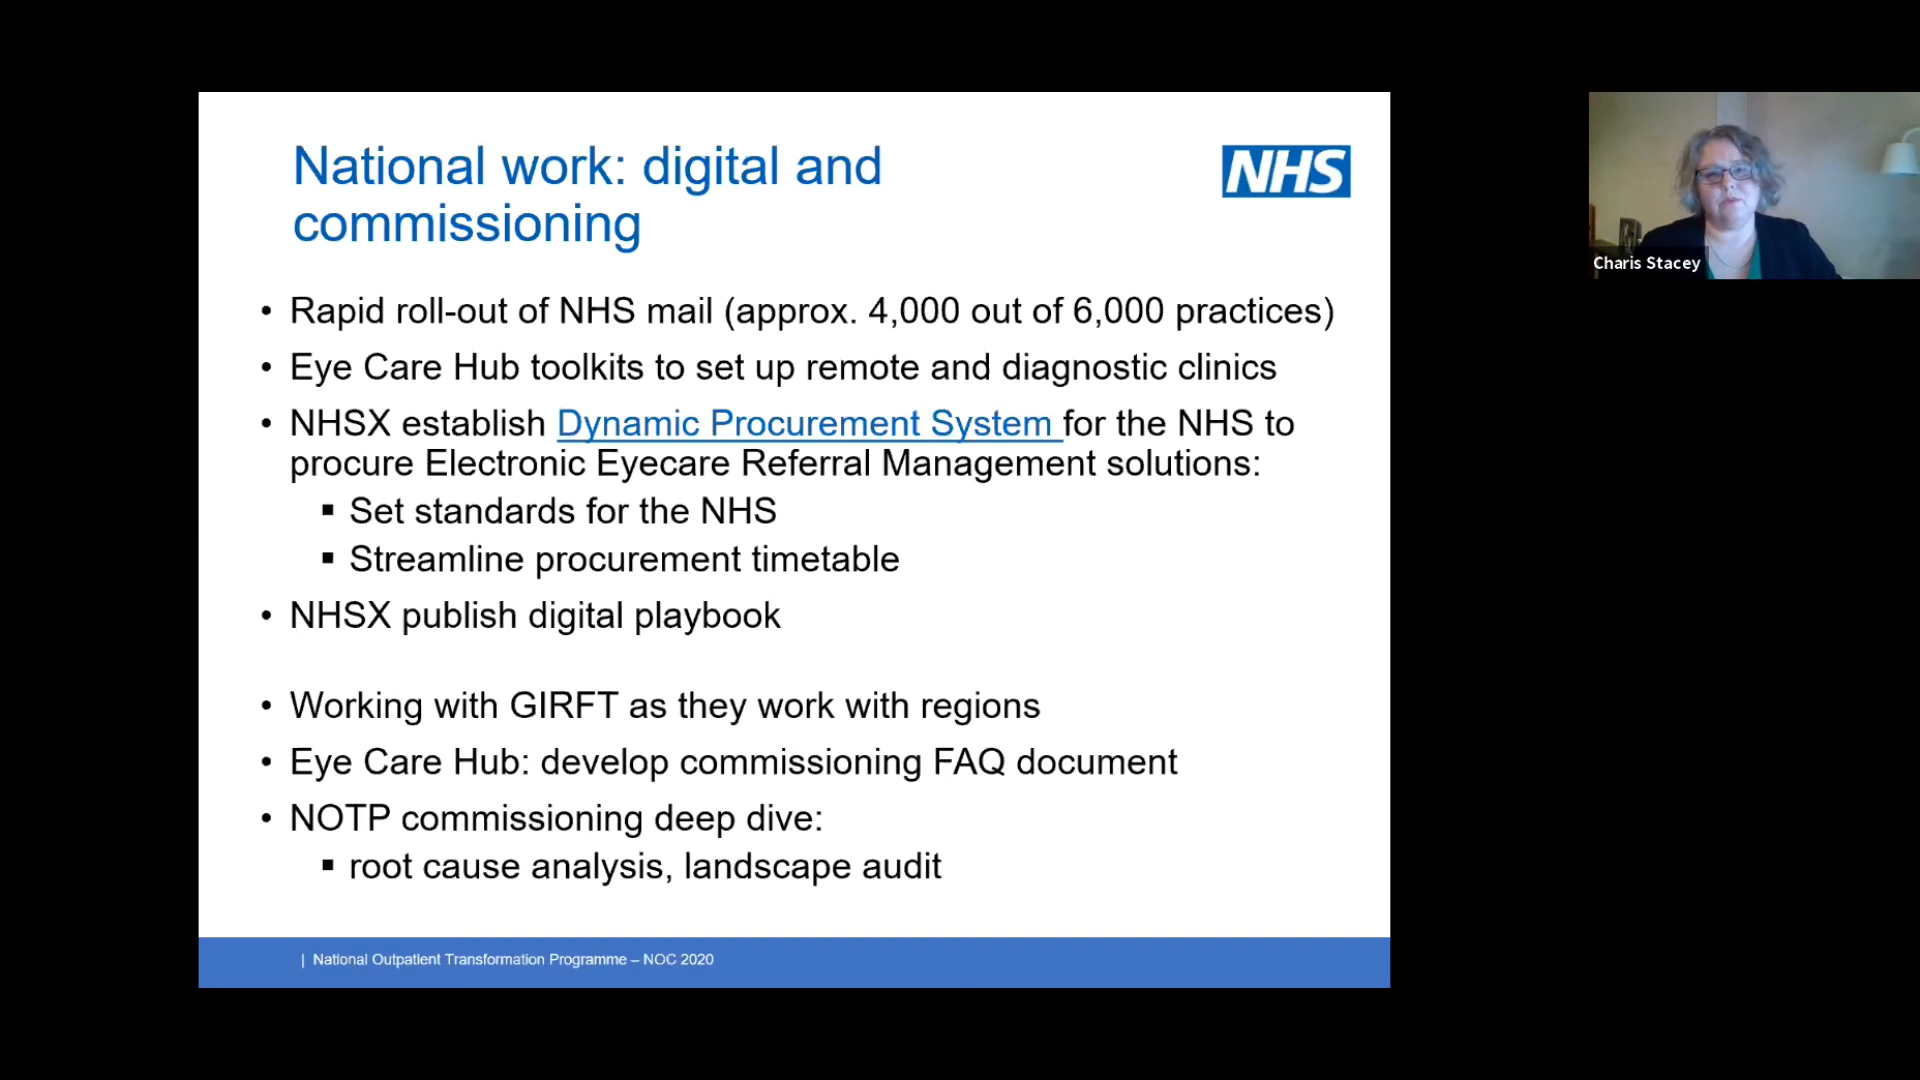 National work: digital and
commissioning
NHS
• Rapid roll-out of NHS mail (approx. 4,000 out of 6,000 practices)
• Eye Care Hub toolkits to set up remote and diagnostic clinics
• NHSX establish Dynamic Procurement System for the NHS to
procure Electronic Eyecare Referral Management solutions:
▪ Set standards for the NHS
▪ Streamline procurement timetable
• NHSX publish digital playbook
• Working with GIRFT as they work with regions
• Eye Care Hub: develop commissioning FAQ document
• NOTP commissioning deep dive:
▪ root cause analysis, landscape audit
| National Outpatient Transformation Programme – NOC 2020
Charis Stacey